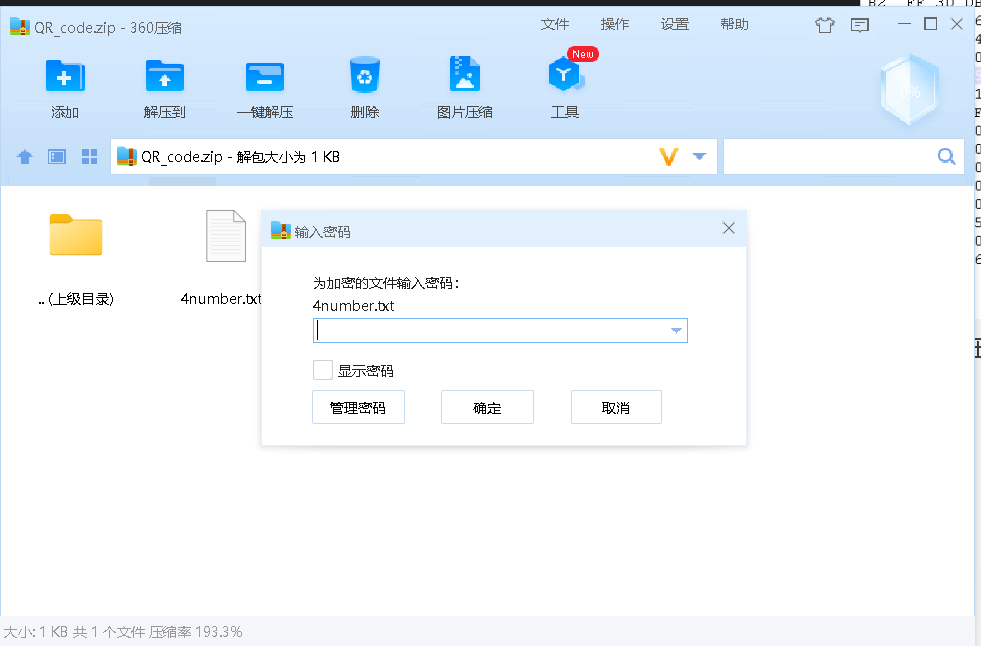 QR_code.zip - 360压缩
文件 操作 设置 帮助
New
添加 解压到 一键解压 删除 图片压缩 工具
0%
QR_code.zip - 解包大小为 1 KB
.. (上级目录)
4number.txt
输入密码
为加密的文件输入密码:
4number.txt
显示密码
管理密码 确定 取消
大小: 1 KB 共 1 个文件 压缩率 193.3%